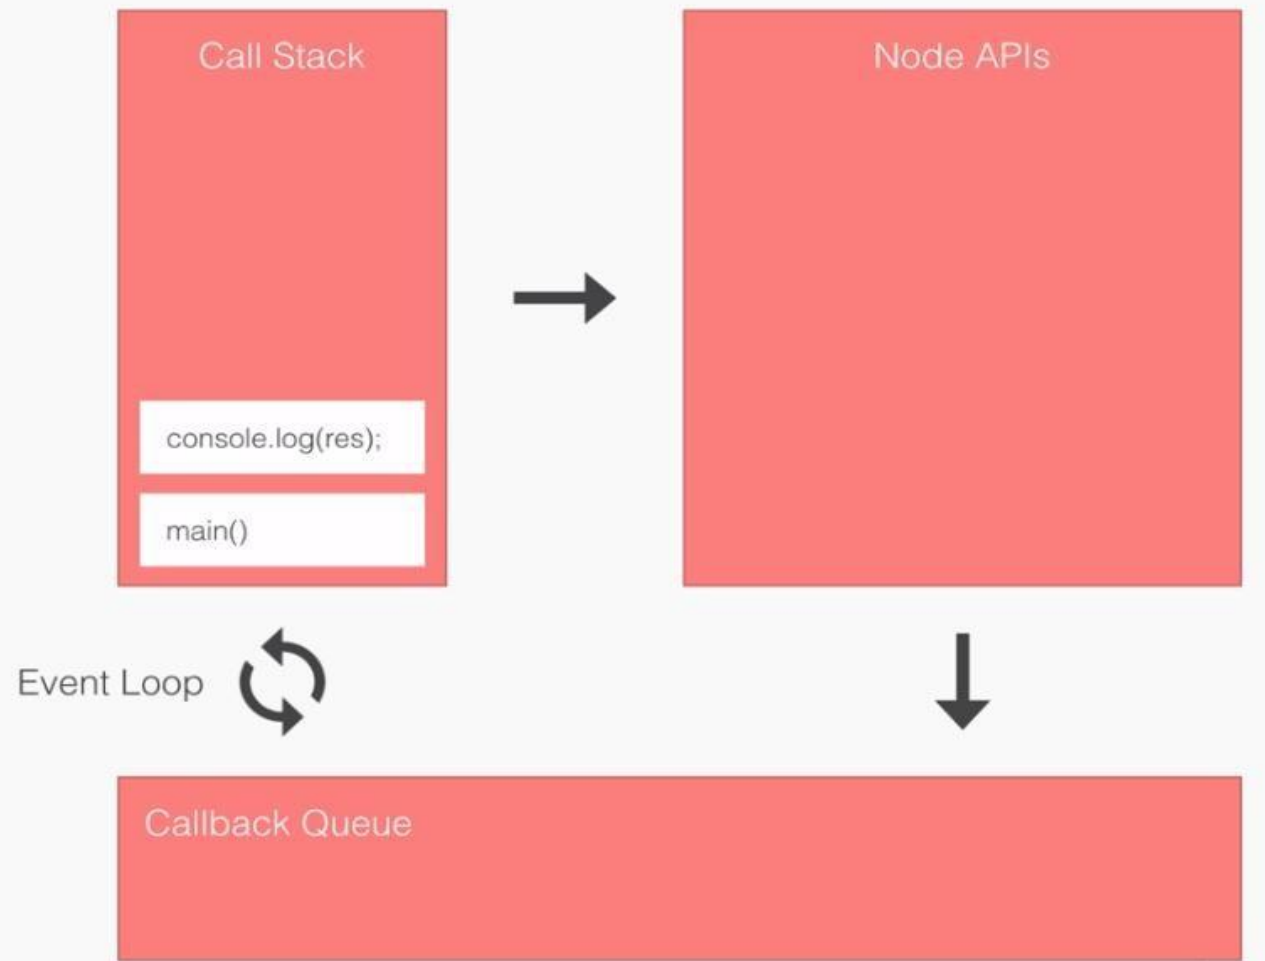 Call Stack
Node APIs
console.log(res);
main()
Event Loop
Callback Queue